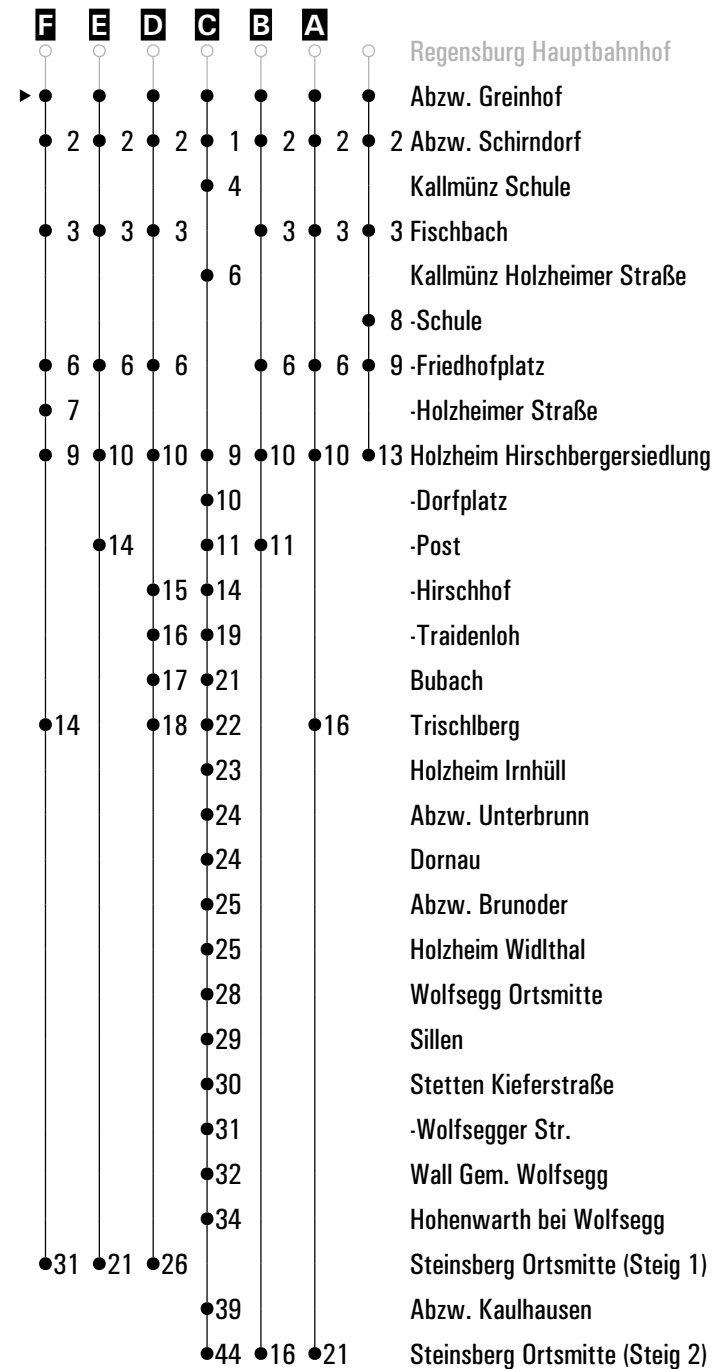 F E D C B A
Regensburg Hauptbahnhof
Abzw. Greinhof
2 2 2 1 2 2 2 Abzw. Schirndorf
4 Kallmünz Schule
3 3 3 3 3 3 Fischbach
6 Kallmünz Holzheimer Straße
8 -Schule
6 6 6 6 6 9 -Friedhofplatz
7 -Holzheimer Straße
9 10 10 9 10 10 13 Holzheim Hirschbergersiedlung
10 -Dorfplatz
14 11 11 -Post
15 14 -Hirschhof
16 19 -Traidenloh
17 21 Bubach
14 18 22 16 Trischlberg
23 Holzheim Irnhüll
24 Abzw. Unterbrunn
24 Dornau
25 Abzw. Brunoder
25 Holzheim Widlthal
28 Wolfsegg Ortsmitte
29 Sillen
30 Stetten Kieferstraße
31 -Wolfsegger Str.
32 Wall Gem. Wolfsegg
34 Hohenwarth bei Wolfsegg
31 21 26 Steinsberg Ortsmitte (Steig 1)
39 Abzw. Kaulhausen
44 16 21 Steinsberg Ortsmitte (Steig 2)